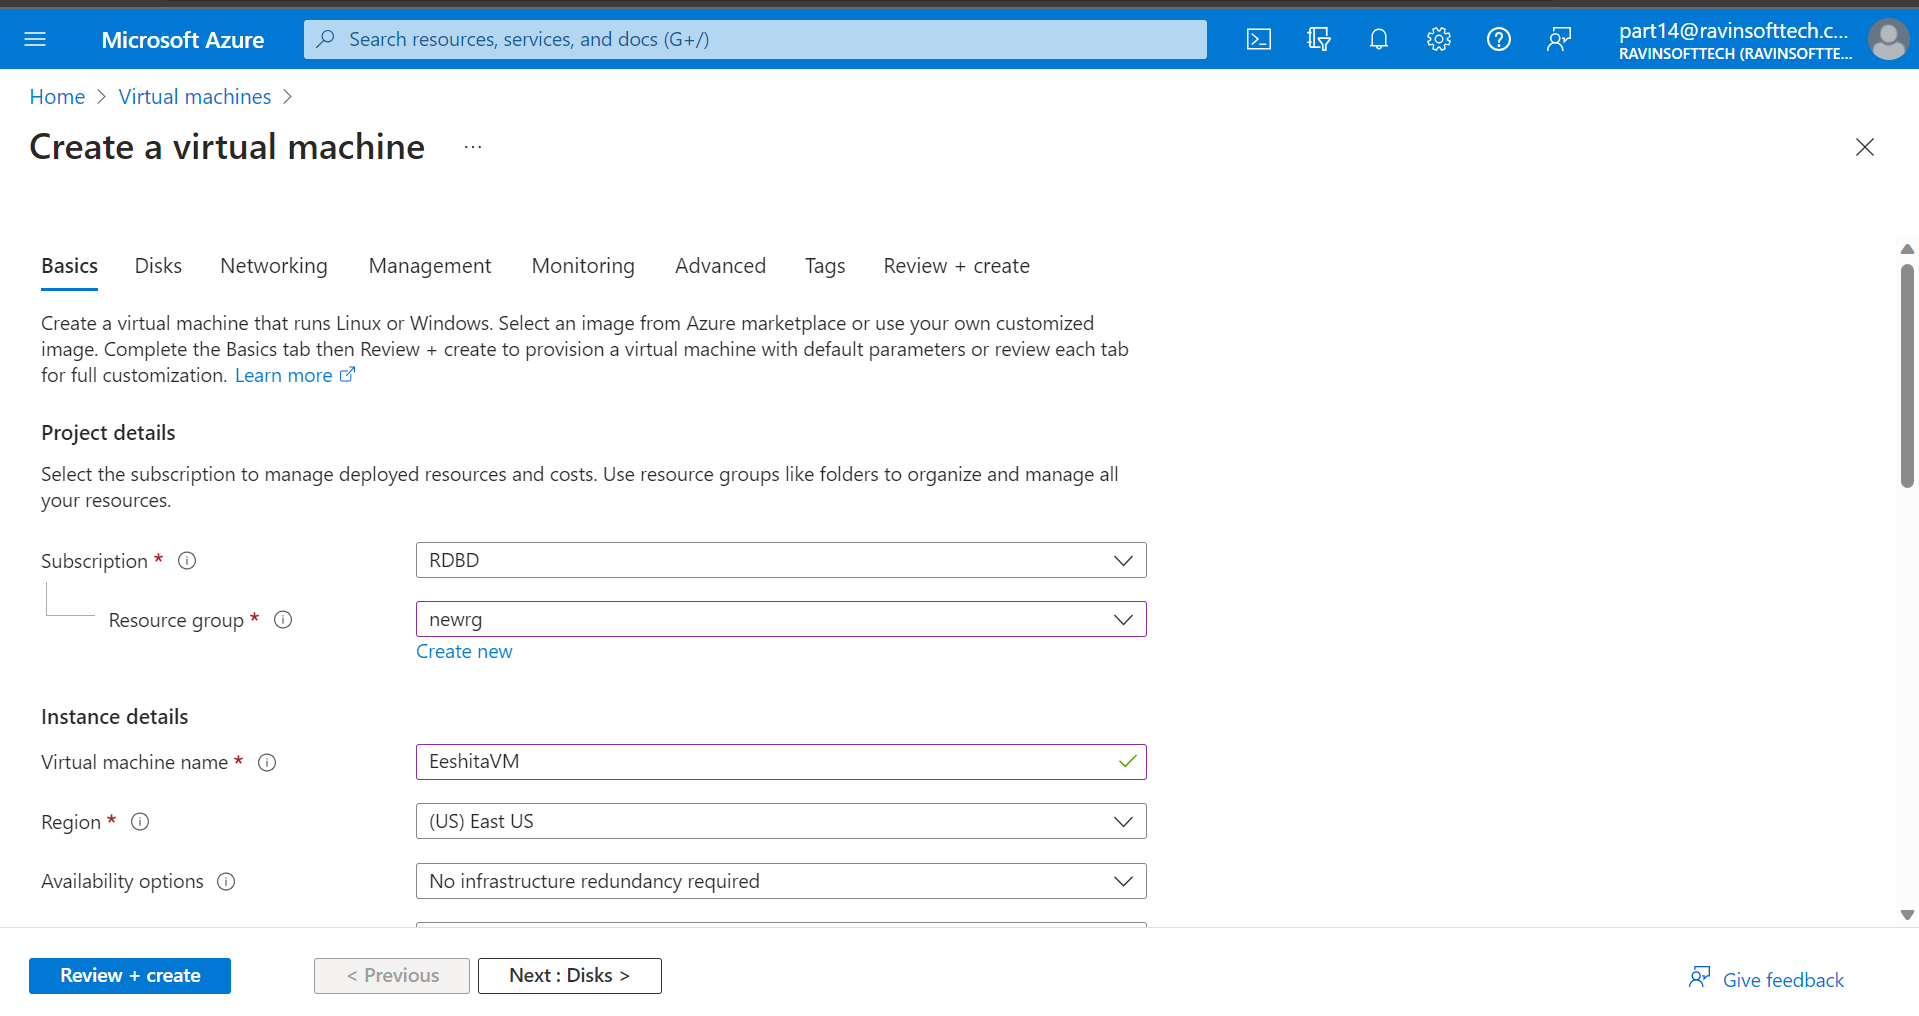 Microsoft Azure
Search resources, services, and docs (G+/)
part14@ravinsofttech.c...
RAVINSOFTTECH (RAVINSOFTTE...
Home > Virtual machines >
Create a virtual machine ...
Basics Disks Networking Management Monitoring Advanced Tags Review + create
Create a virtual machine that runs Linux or Windows. Select an image from Azure marketplace or use your own customized
image. Complete the Basics tab then Review + create to provision a virtual machine with default parameters or review each tab
for full customization. Learn more
Project details
Select the subscription to manage deployed resources and costs. Use resource groups like folders to organize and manage all
your resources.
Subscription * RDBD
Resource group * newrg
Create new
Instance details
Virtual machine name * EeshitaVM
Region * (US) East US
Availability options No infrastructure redundancy required
Review + create < Previous Next : Disks > Give feedback